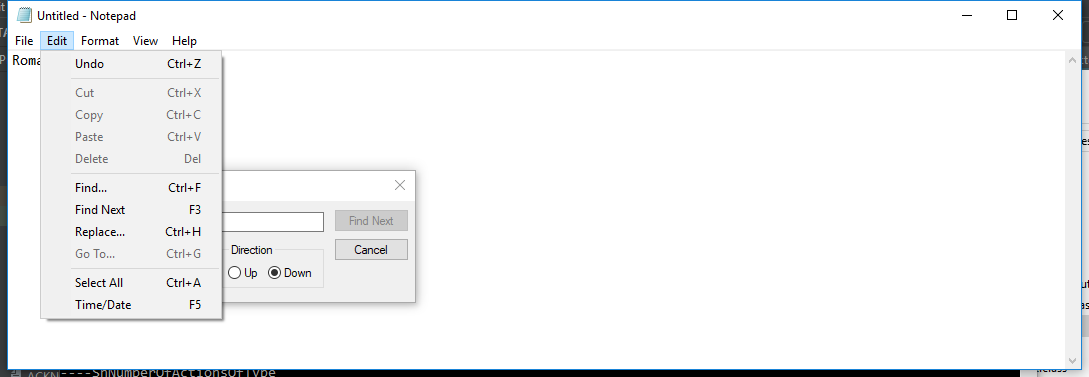 Untitled - Notepad
File Edit Format View Help
Roma
Undo Ctrl+Z
Cut Ctrl+X
Copy Ctrl+C
Paste Ctrl+V
Delete Del
Find... Ctrl+F
Find Next F3
Replace... Ctrl+H
Go To... Ctrl+G
Select All Ctrl+A
Time/Date F5
Find Next
Cancel
Direction
Up Down
ACKN----ShNumberOfActionsOfType